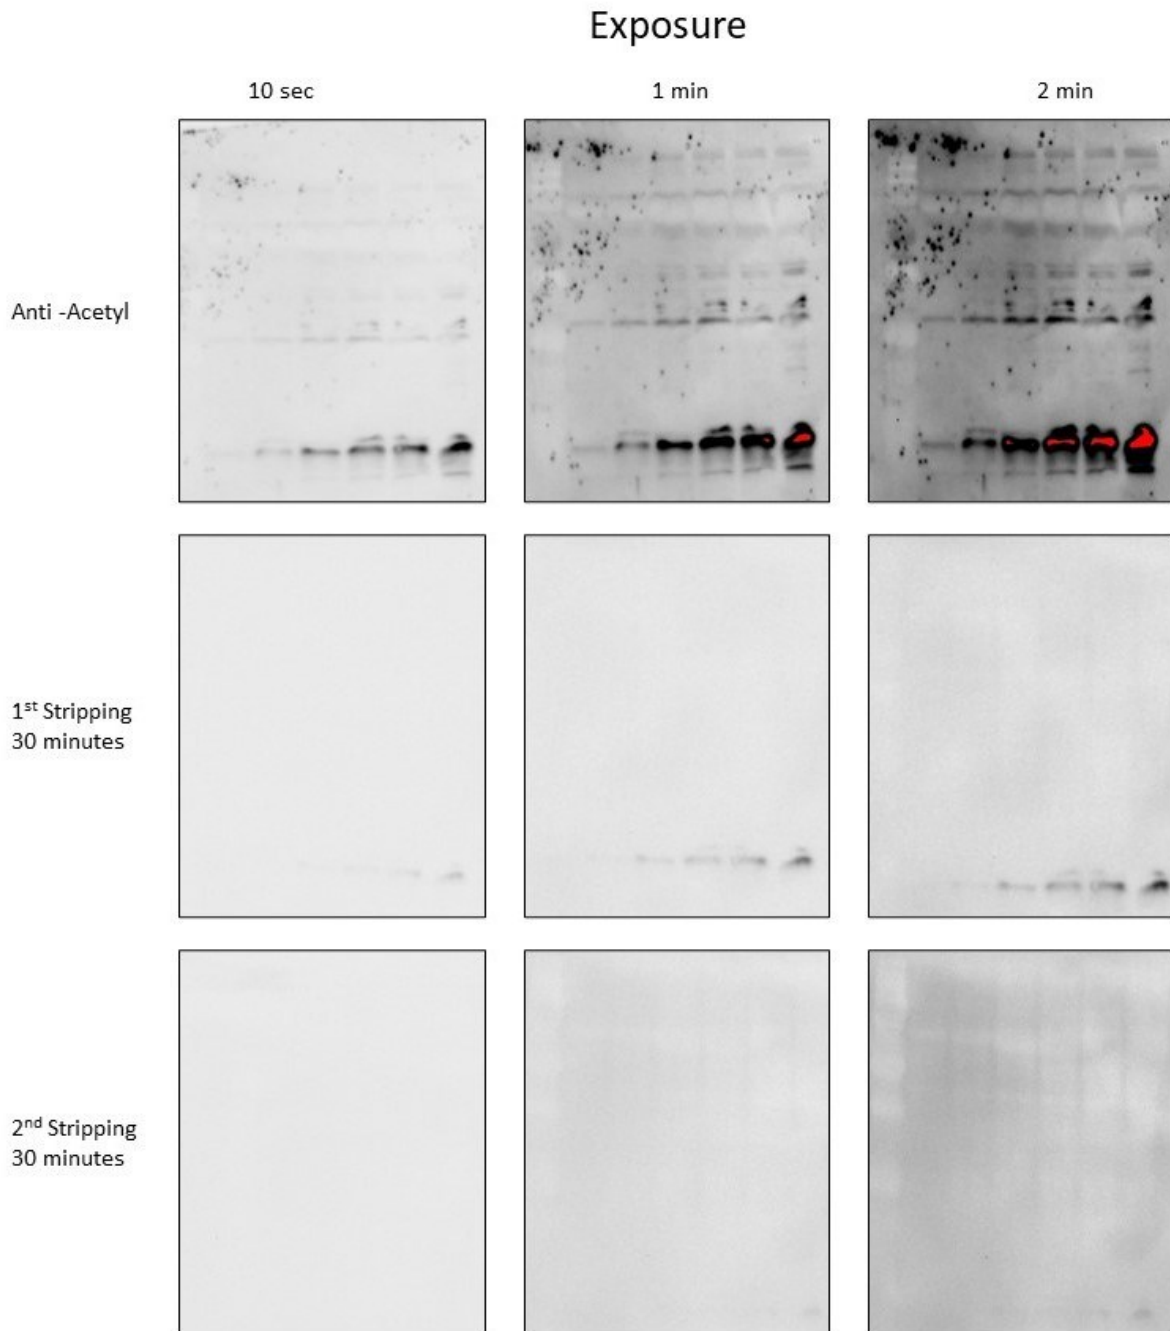 Exposure
10 sec
1 min
2 min
Anti -Acetyl
1st Stripping
30 minutes
2nd Stripping
30 minutes